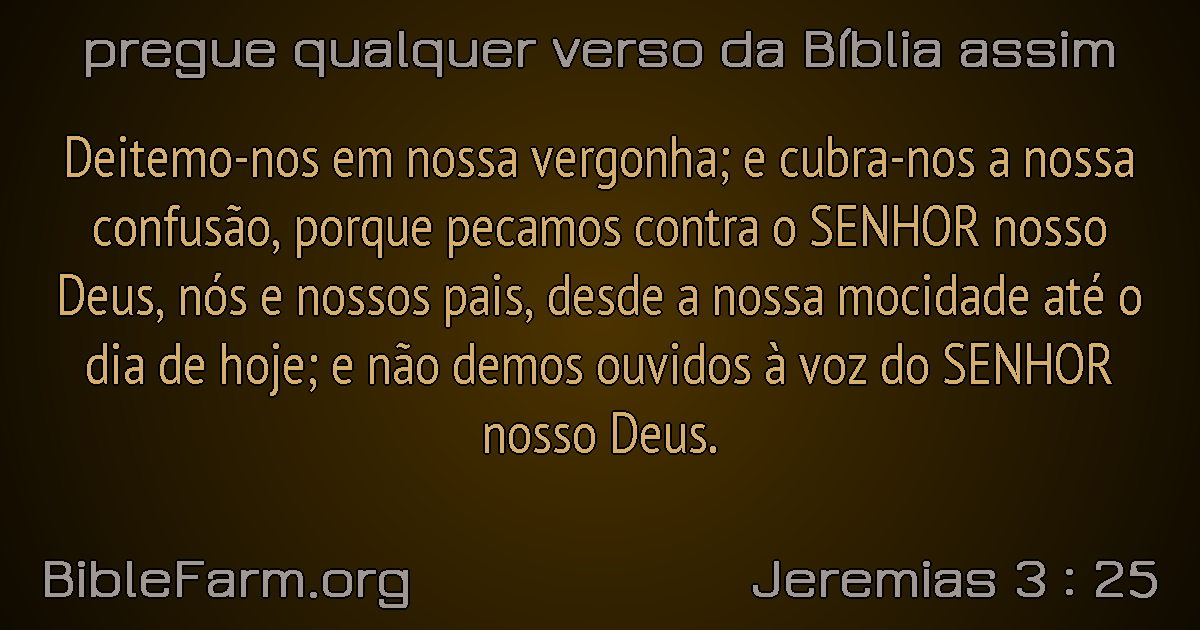 pregue qualquer verso da Bíblia assim
Deitemo-nos em nossa vergonha; e cubra-nos a nossa
confusão, porque pecamos contra o SENHOR nosso
Deus, nós e nossos pais, desde a nossa mocidade até o
dia de hoje; e não demos ouvidos à voz do SENHOR
nosso Deus.
BibleFarm.org
Jeremias 3 : 25